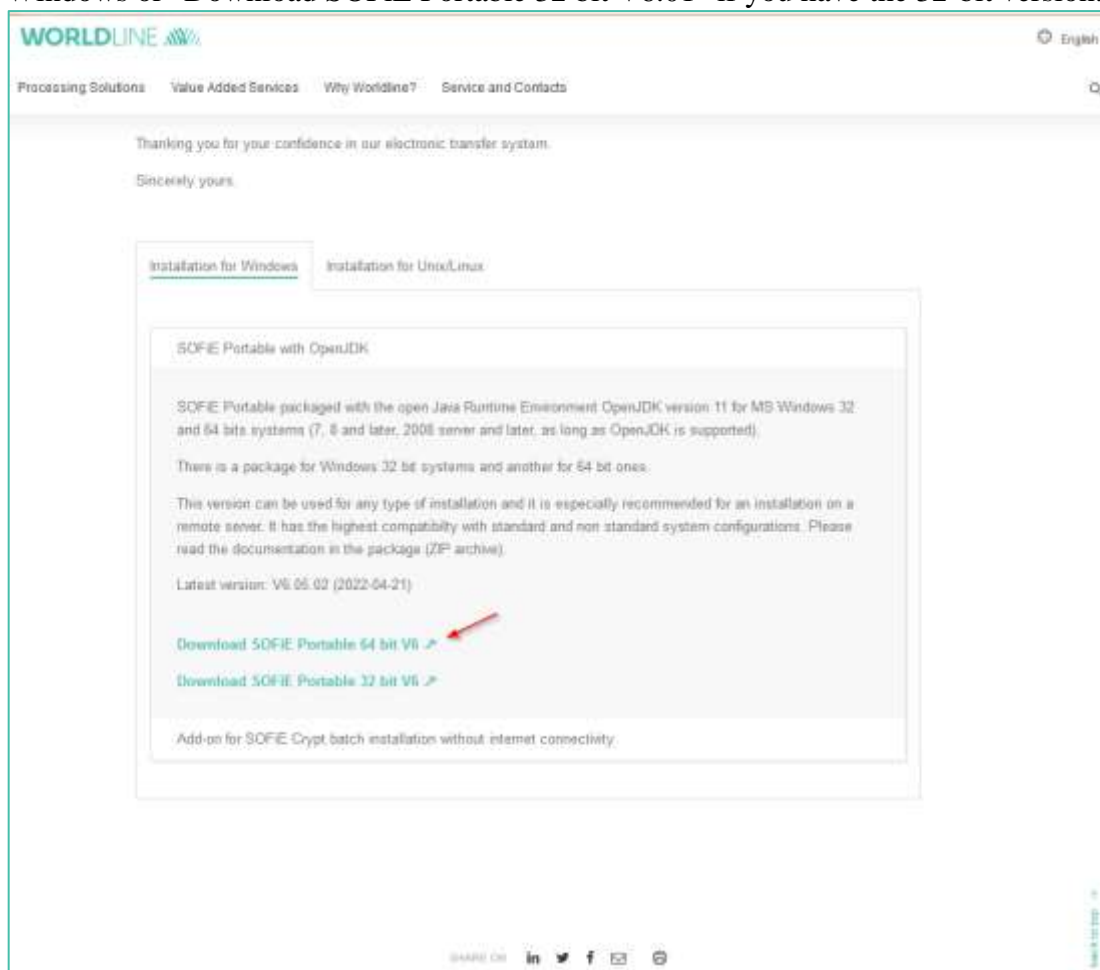 Windows or "Download SOFiE Portable 32 bit V6.01" if you have the 32 bit version.
WORLDLINE
English
Processing Solutions Value Added Services Why Worldline? Service and Contacts
Thanking you for your confidence in our electronic transfer system.
Sincerely yours.
Installation for Windows Installation for Unix/Linux
SOFiE Portable with OpenJDK
SOFiE Portable packaged with the open Java Runtime Environment OpenJDK version 11 for MS Windows 32
and 64 bits systems (7, 8 and later, 2008 server and later, as long as OpenJDK is supported).
There is a package for Windows 32 bit systems and another for 64 bit ones.
This version can be used for any type of installation and it is especially recommended for an installation on a
remote server. It has the highest compatibilty with standard and non standard system configurations. Please
read the documentation in the package (ZIP archive).
Latest version: V6.05.02 (2022-04-21)
Download SOFiE Portable 64 bit V6
Download SOFiE Portable 32 bit V6
Add-on for SOFiE Crypt batch installation without internet connectivity
back to top
SHARE ON